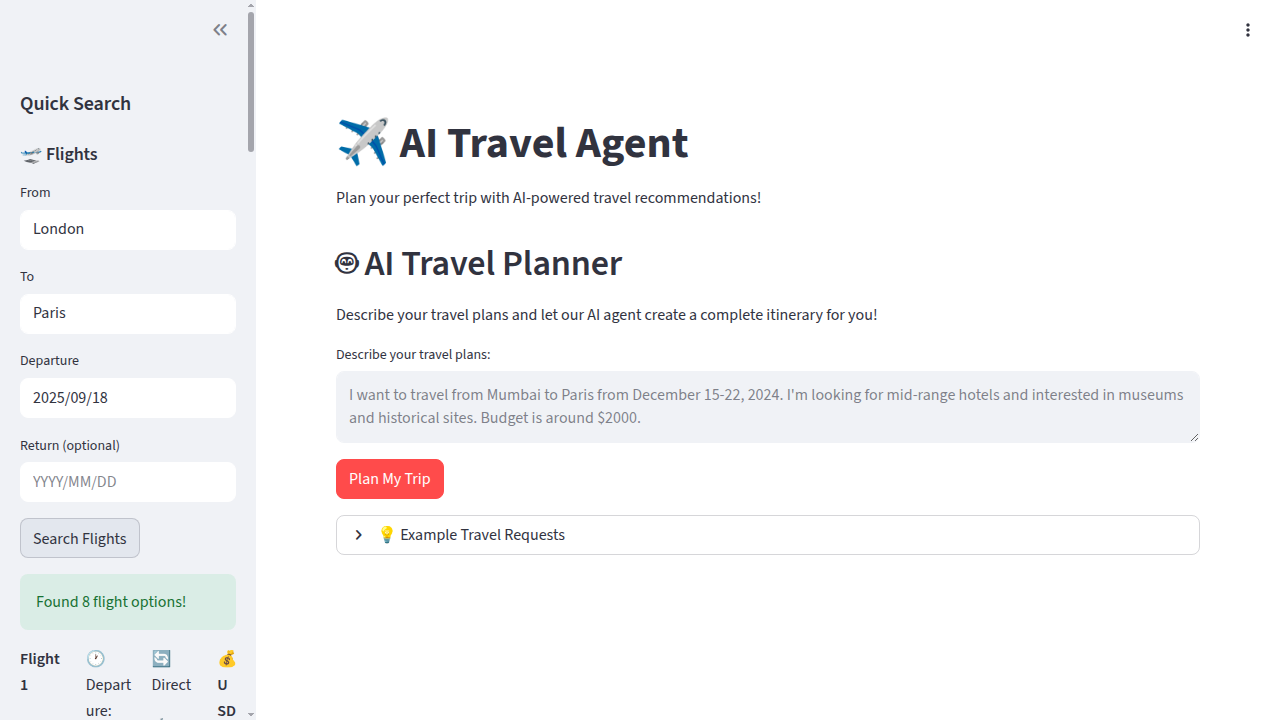 Quick Search
🛫 Flights
From
London
To
Paris
Departure
2025/09/18
Return (optional)
YYYY/MM/DD
Search Flights
Found 8 flight options!
Flight 1
🕐 Depart
ure:
🔄 Direct
💰 U
SD
✈️ AI Travel Agent
Plan your perfect trip with AI-powered travel recommendations!
AI Travel Planner
Describe your travel plans and let our AI agent create a complete itinerary for you!
Describe your travel plans:
I want to travel from Mumbai to Paris from December 15-22, 2024. I'm looking for mid-range hotels and interested in museums
and historical sites. Budget is around $2000.
Plan My Trip
💡 Example Travel Requests